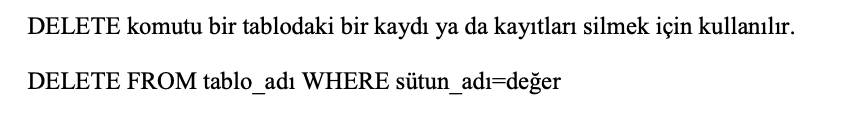 DELETE komutu bir tablodaki bir kaydı ya da kayıtları silmek için kullanılır.
DELETE FROM tablo_adı WHERE sütun_adı=değer